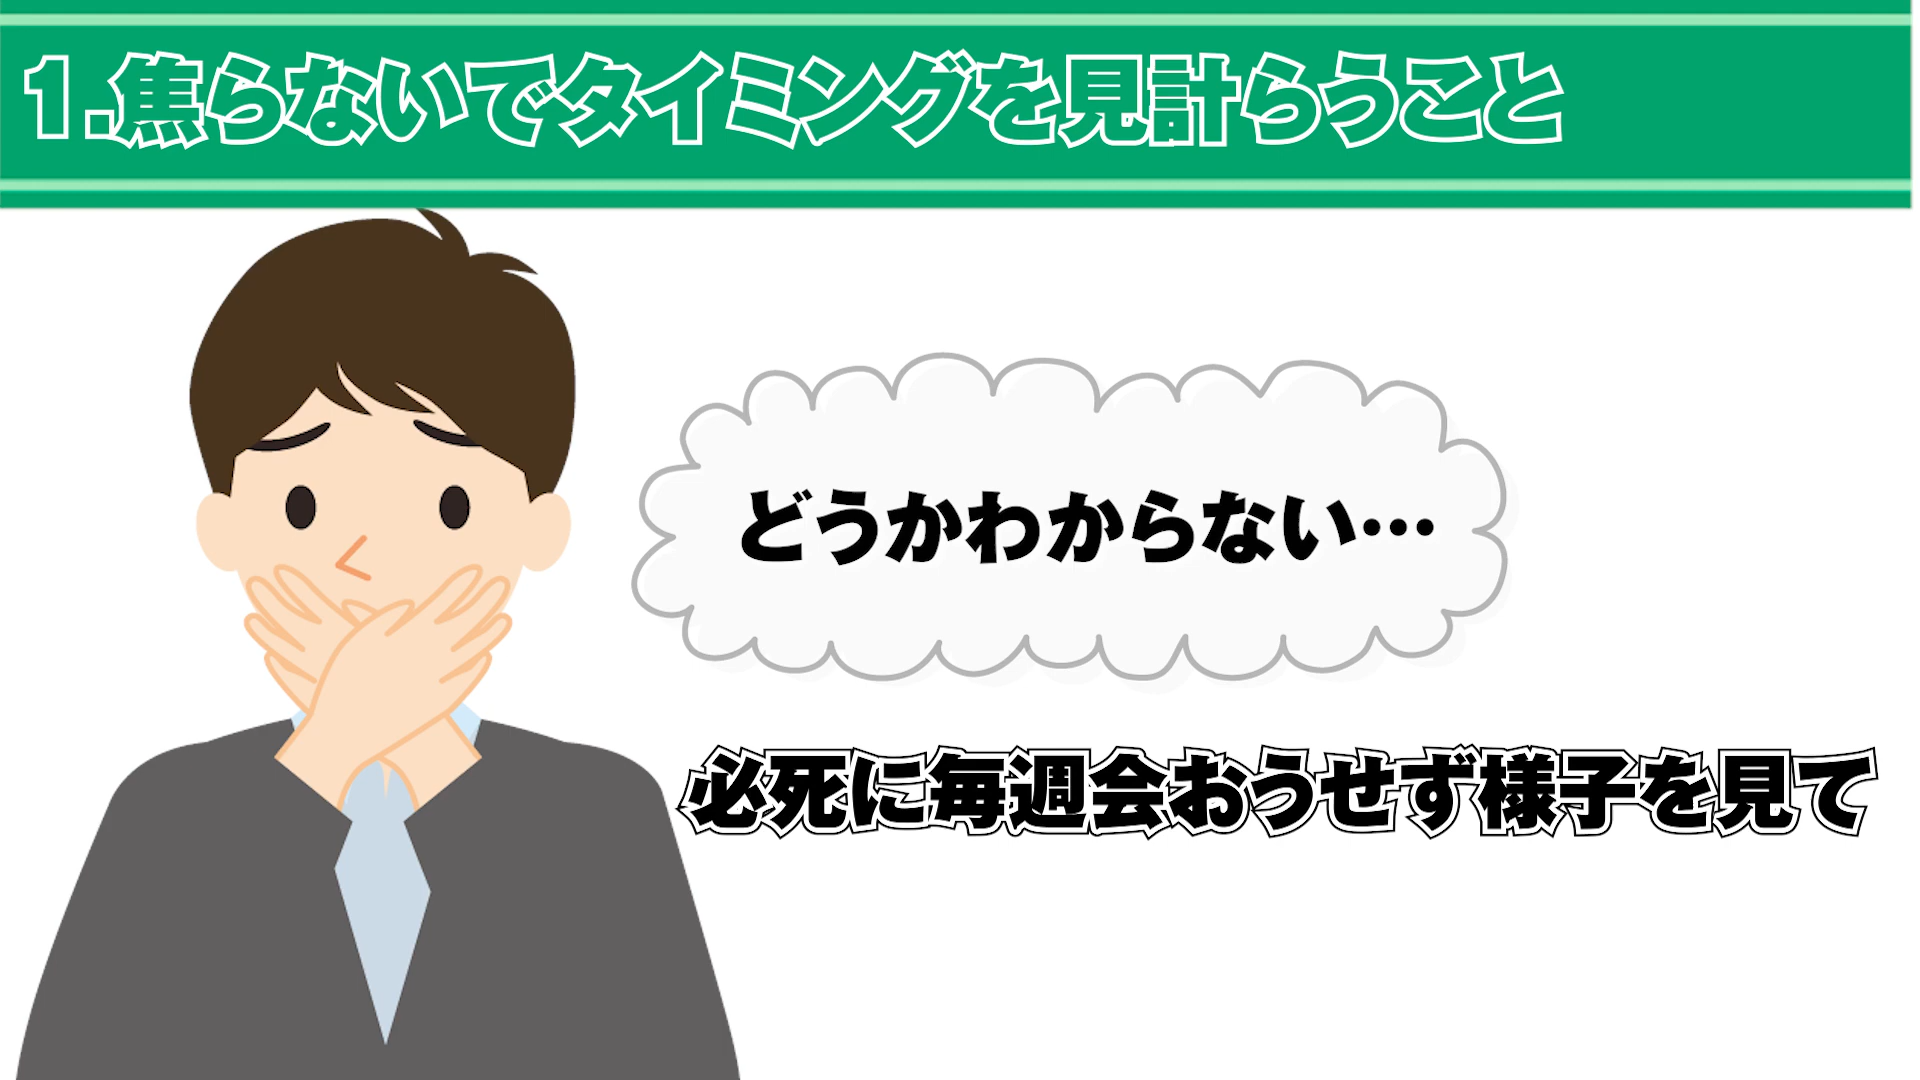 1.焦らないでタイミングを見計らうこと
どうかわからない…
必死に毎週会おうせず様子を見て